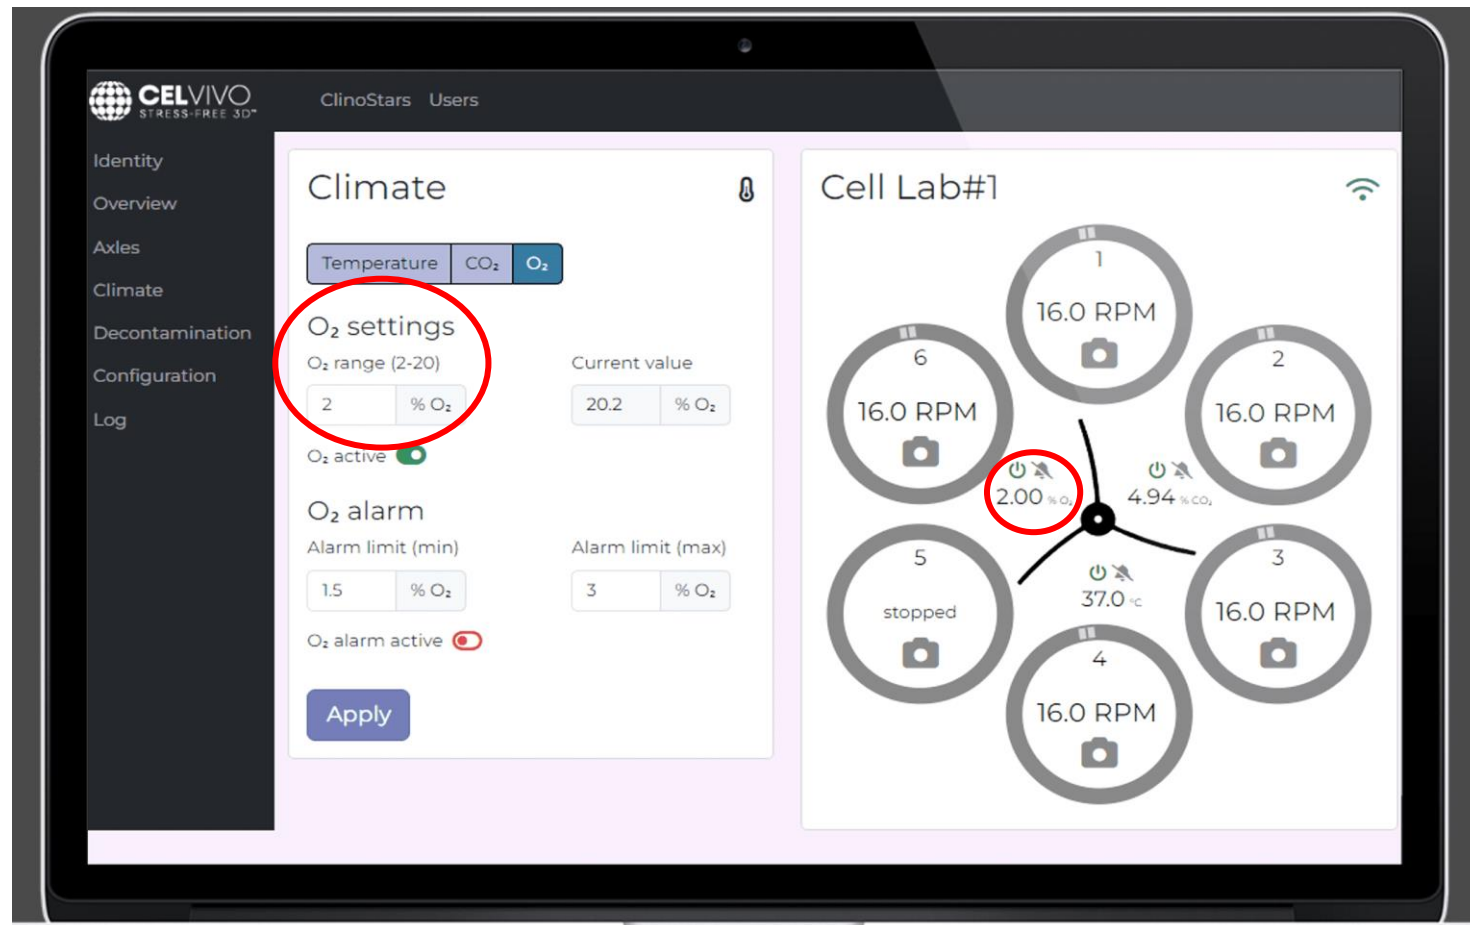 CELVIVO
STRESS-FREE 3D™
ClinoStars Users
Identity
Overview
Axles
Climate
Decontamination
Configuration
Log
Climate
Temperature CO₂ O₂
O₂ settings
O₂ range (2-20) Current value
2 % O₂ 20.2 % O₂
O₂ active
O₂ alarm
Alarm limit (min) Alarm limit (max)
1.5 % O₂ 3 % O₂
O₂ alarm active
Apply
Cell Lab#1
1
16.0 RPM
6
16.0 RPM
2
16.0 RPM
2.00 % O₂
4.94 % CO₂
37.0 °C
5
stopped
3
16.0 RPM
4
16.0 RPM